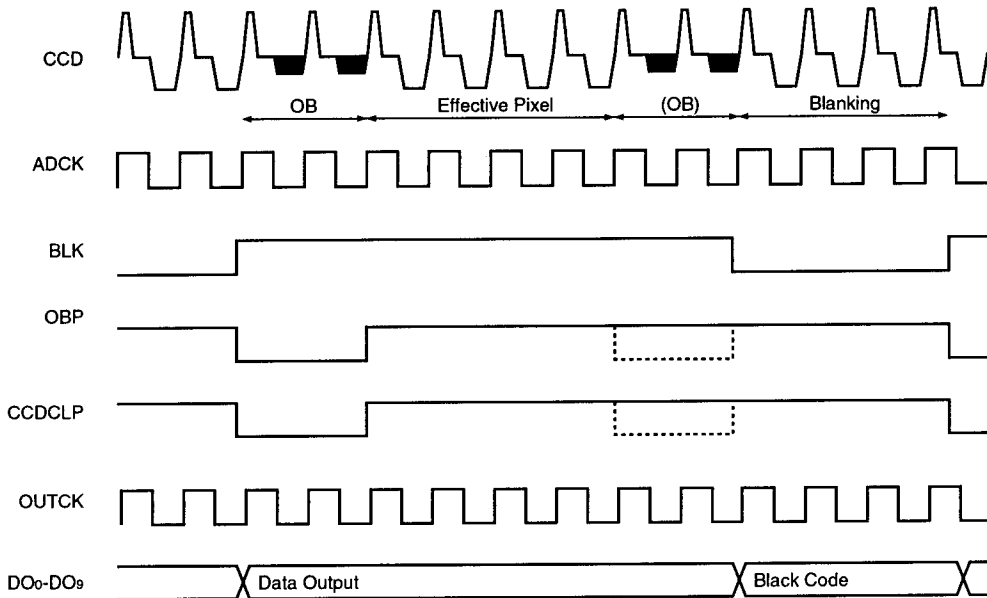 CCD
OB Effective Pixel (OB) Blanking
ADCK
BLK
OBP
CCDCLP
OUTCK
DO0-DO9 Data Output Black Code